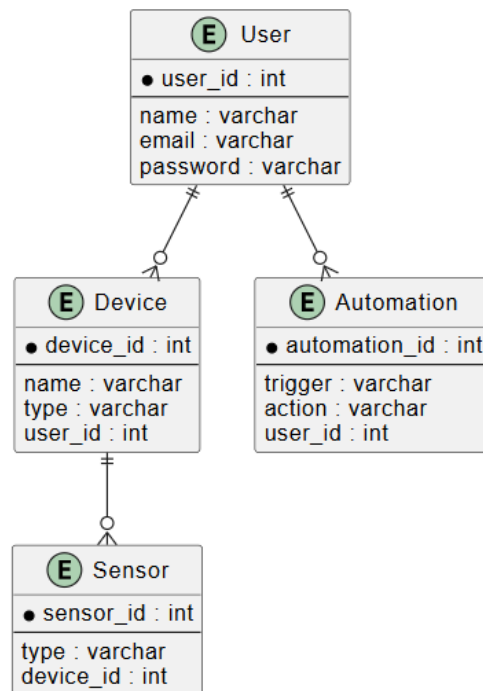 E User
● user_id : int
name : varchar
email : varchar
password : varchar
E Device
● device_id : int
name : varchar
type : varchar
user_id : int
E Automation
● automation_id : int
trigger : varchar
action : varchar
user_id : int
E Sensor
● sensor_id : int
type : varchar
device_id : int